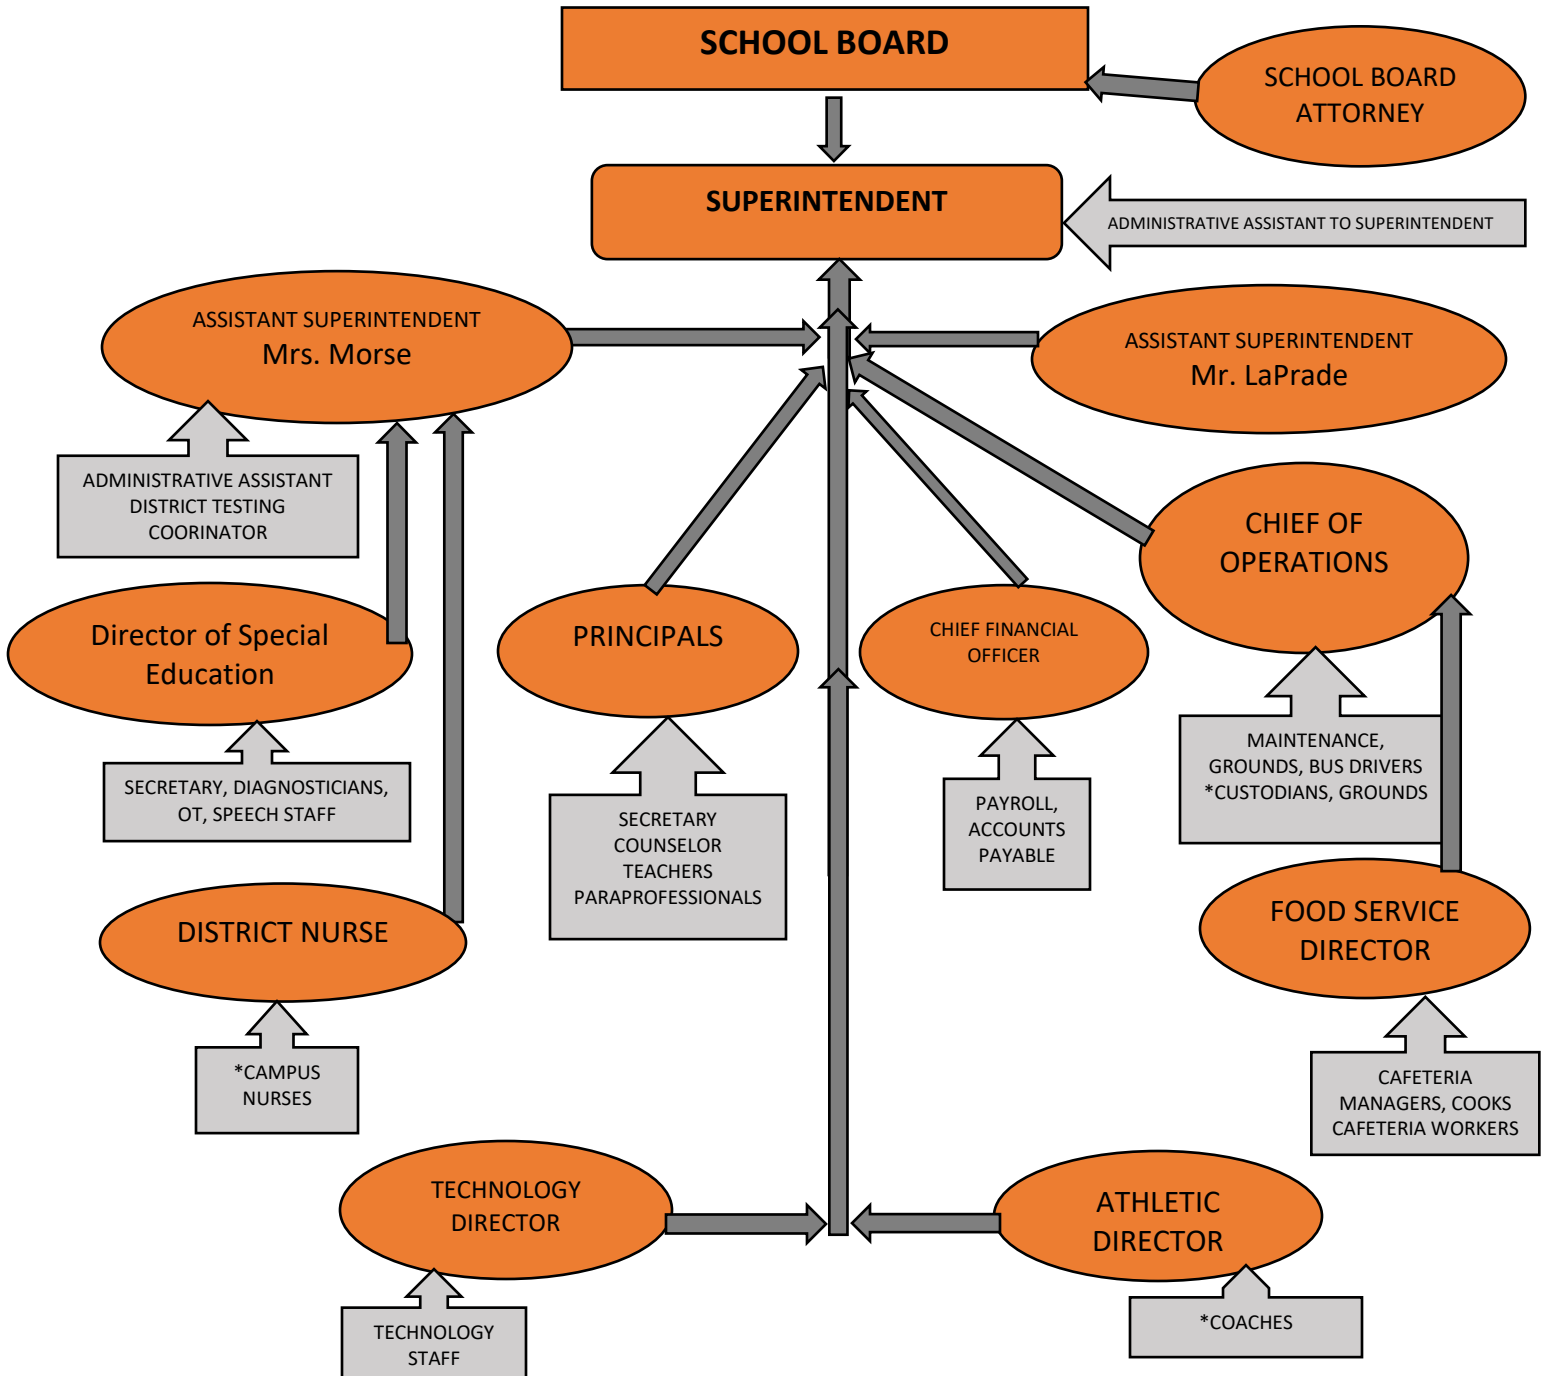 SCHOOL BOARD
SCHOOL BOARD
ATTORNEY
SUPERINTENDENT
ADMINISTRATIVE ASSISTANT TO SUPERINTENDENT
ASSISTANT SUPERINTENDENT
Mrs. Morse
ASSISTANT SUPERINTENDENT
Mr. LaPrade
ADMINISTRATIVE ASSISTANT
DISTRICT TESTING
COORINATOR
CHIEF OF
OPERATIONS
Director of Special
Education
PRINCIPALS
CHIEF FINANCIAL
OFFICER
SECRETARY, DIAGNOSTICIANS,
OT, SPEECH STAFF
SECRETARY
COUNSELOR
TEACHERS
PARAPROFESSIONALS
PAYROLL,
ACCOUNTS
PAYABLE
MAINTENANCE,
GROUNDS, BUS DRIVERS
*CUSTODIANS, GROUNDS
DISTRICT NURSE
FOOD SERVICE
DIRECTOR
*CAMPUS
NURSES
CAFETERIA
MANAGERS, COOKS
CAFETERIA WORKERS
TECHNOLOGY
DIRECTOR
ATHLETIC
DIRECTOR
TECHNOLOGY
STAFF
*COACHES